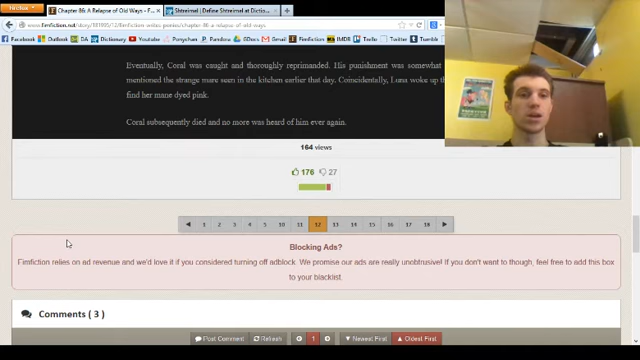 Firefox
Chapter 86: A Relapse of Old Ways - F...
Shtreimel | Define Shtreimel at Diction...
www.fimfiction.net/story/181805/12/fimfiction-writes-ponies/chapter-86-a-relapse-of-old-ways
Facebook Outlook DA Dictionary YouTube Pandora GDocs Gmail Ponychan FimFiction IMDB Trello Twitter Tumblr
Eventually, Coral was caught and thoroughly reprimanded. His punishment was somewhat
mentioned the strange mare seen in the kitchen earlier that day. Coincidentally, Luna woke up th
find her mane dyed pink.
Coral subsequently died and no more was heard of him ever again.
164 views
176 27
1 2 3 4 5 10 11 12 13 14 15 16 17 18
Blocking Ads?
Fimfiction relies on ad revenue and we'd love it if you considered turning off adblock. We promise our ads are really unobtrusive! If you don't want to though, feel free to add this box
to your blacklist.
Comments ( 3 )
Post Comment Refresh 1 Newest First Oldest First